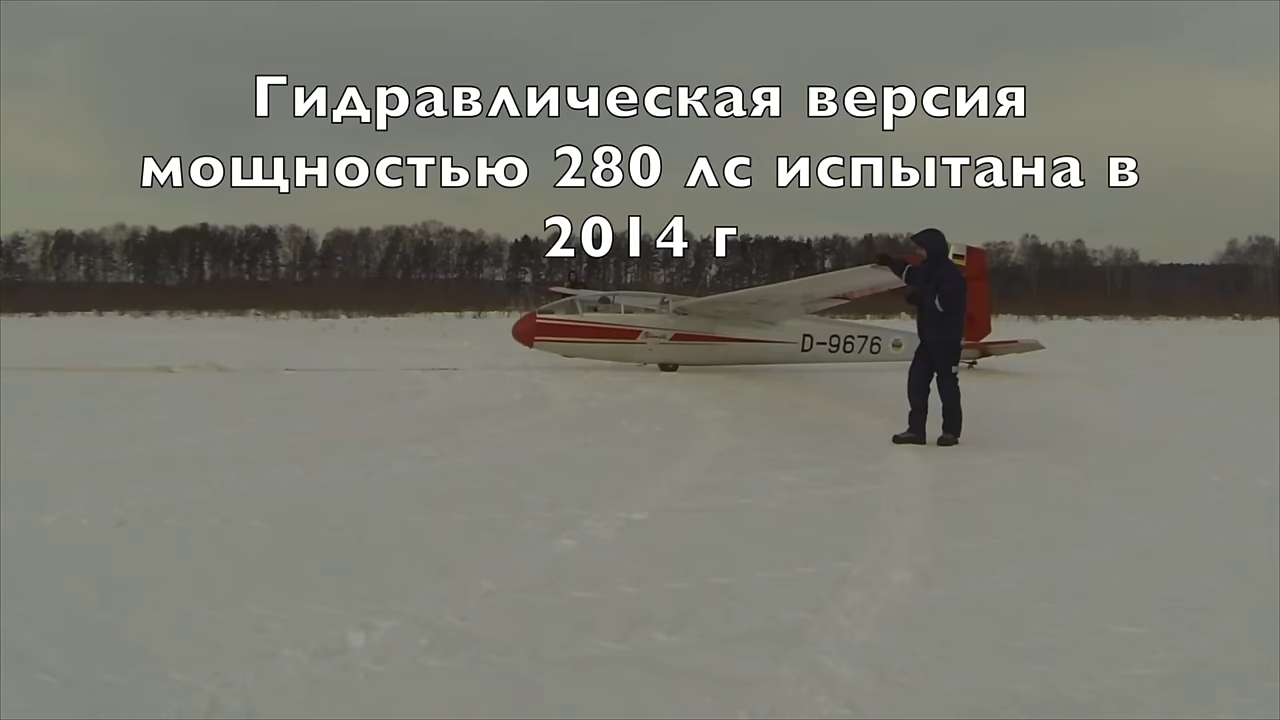 Гидравлическая версия
мощностью 280 лс испытана в
2014 г
D-9676